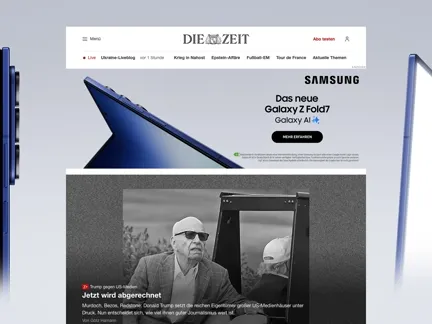 Menü
DIE ZEIT
Abo testen
Live Ukraine-Liveblog vor 1 Stunde Krieg in Nahost Epstein-Affäre Fußball-EM Tour de France Aktuelle Themen
SAMSUNG
Das neue
Galaxy Z Fold7
Galaxy AI
MEHR ERFAHREN
Trump gegen US-Medien
Jetzt wird abgerechnet
Murdoch, Bezos, Redstone: Donald Trump setzt die reichen Eigentümer großer US-Medienhäuser unter
Druck. Nun entscheidet sich, wie viel ihnen guter Journalismus wert ist.
Von Götz Hamann